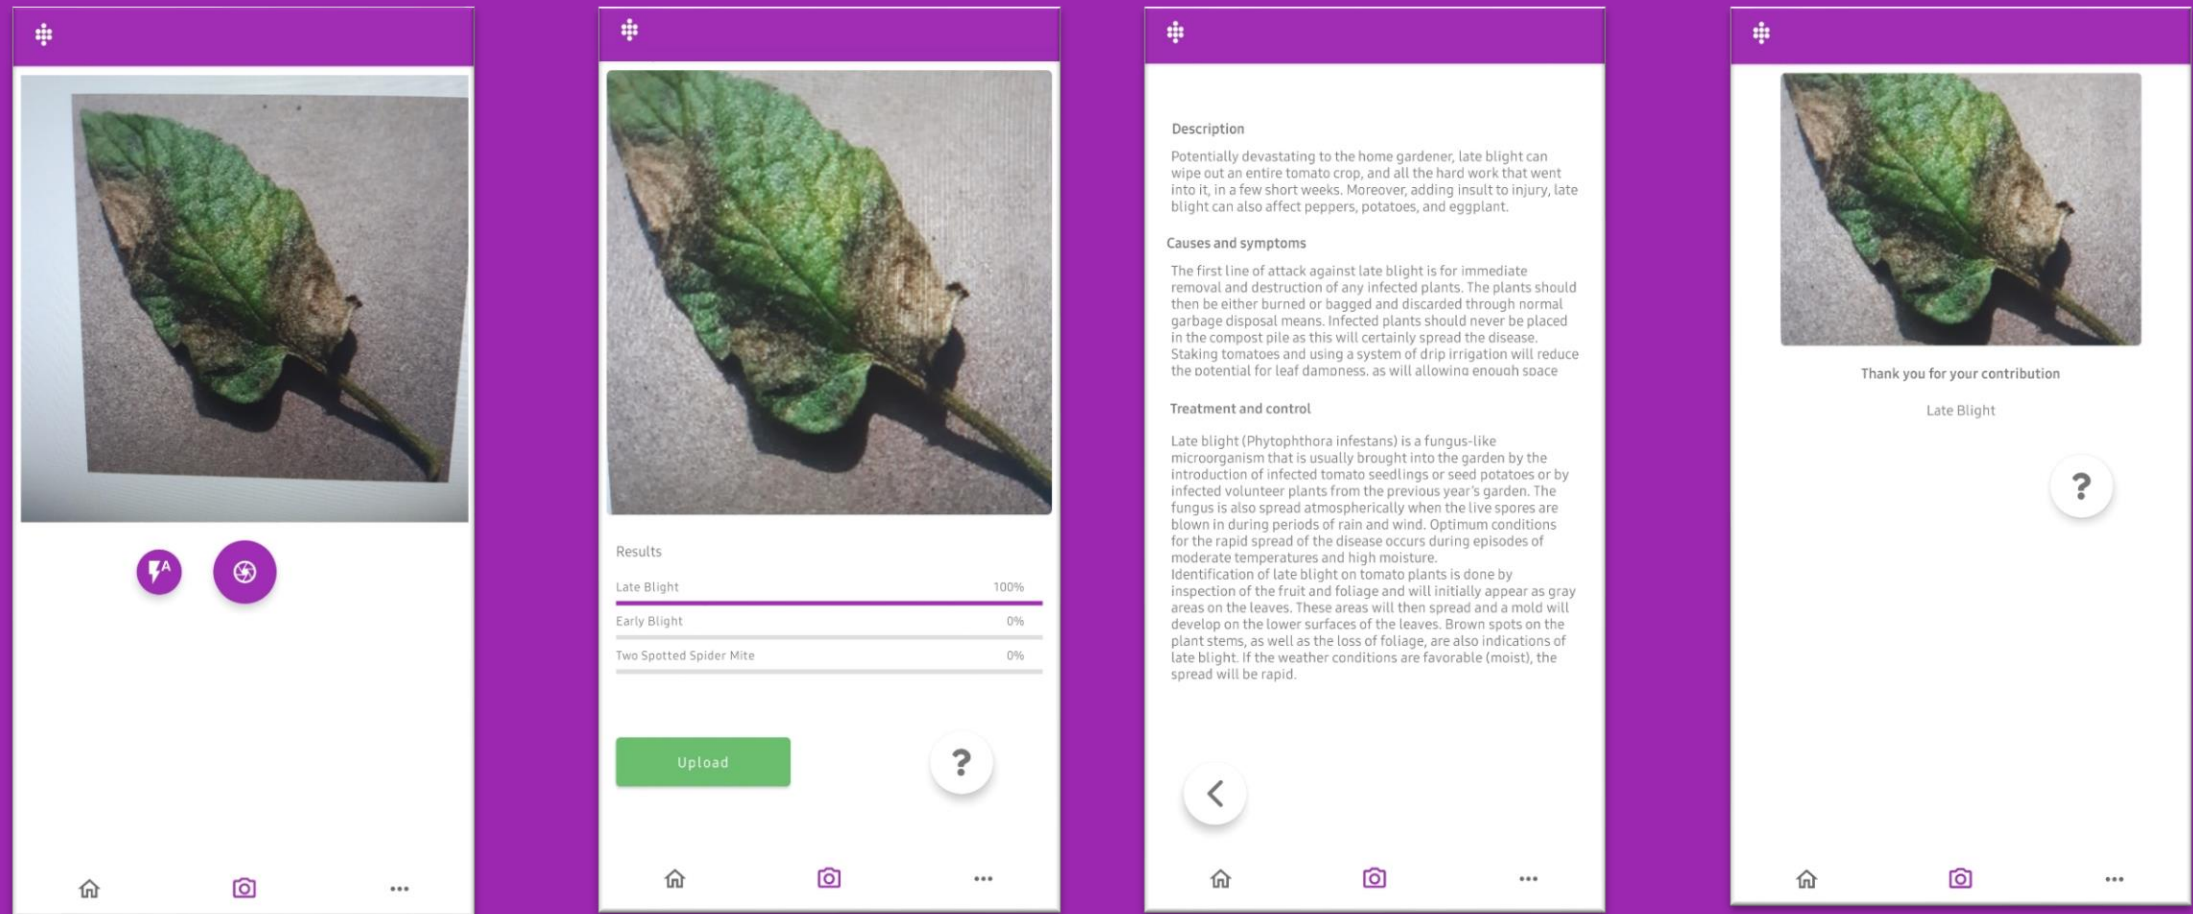 A
Results
Late Blight 100%
Early Blight 0%
Two Spotted Spider Mite 0%
Upload
?
Description
Potentially devastating to the home gardener, late blight can
wipe out an entire tomato crop, and all the hard work that went
into it, in a few short weeks. Moreover, adding insult to injury, late
blight can also affect peppers, potatoes, and eggplant.
Causes and symptoms
The first line of attack against late blight is for immediate
removal and destruction of any infected plants. The plants should
then be either burned or bagged and discarded through normal
garbage disposal means. Infected plants should never be placed
in the compost pile as this will certainly spread the disease.
Staking tomatoes and using a system of drip irrigation will reduce
the potential for leaf dampness, as will allowing enough space
Treatment and control
Late blight (Phytophthora infestans) is a fungus-like
microorganism that is usually brought into the garden by the
introduction of infected tomato seedlings or seed potatoes or by
infected volunteer plants from the previous year's garden. The
fungus is also spread atmospherically when the live spores are
blown in during periods of rain and wind. Optimum conditions
for the rapid spread of the disease occurs during episodes of
moderate temperatures and high moisture.
Identification of late blight on tomato plants is done by
inspection of the fruit and foliage and will initially appear as gray
areas on the leaves. These areas will then spread and a mold will
develop on the lower surfaces of the leaves. Brown spots on the
plant stems, as well as the loss of foliage, are also indications of
late blight. If the weather conditions are favorable (moist), the
spread will be rapid.
Thank you for your contribution
Late Blight
?